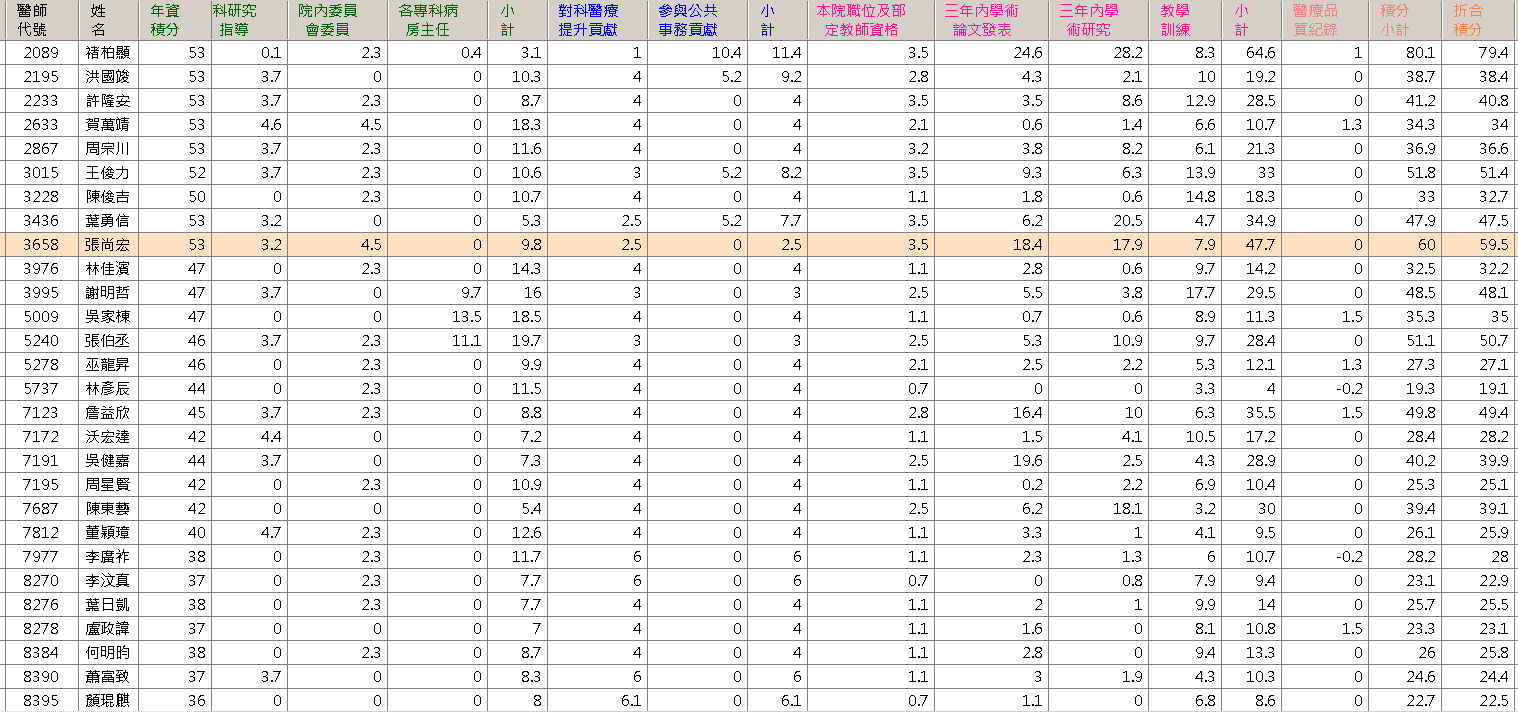 醫師代號 姓名 年資積分 科研究指導 院內委員會委員 各專科病房主任 小計 對科醫療提升貢獻 參與公共事務貢獻 小計 本院職位及部定教師資格 三年內學術論文發表 三年內學術研究 教學訓練 小計 醫療品質紀錄 積分小計 折合積分
2089 褚柏顯 53 0.1 2.3 0.4 3.1 1 10.4 11.4 3.5 24.6 28.2 8.3 64.6 1 80.1 79.4
2195 洪國竣 53 3.7 0 0 10.3 4 5.2 9.2 2.8 4.3 2.1 10 19.2 0 38.7 38.4
2233 許隆安 53 3.7 2.3 0 8.7 4 0 4 3.5 3.5 8.6 12.9 28.5 0 41.2 40.8
2633 賀萬靖 53 4.6 4.5 0 18.3 4 0 4 2.1 0.6 1.4 6.6 10.7 1.3 34.3 34
2867 周宗川 53 3.7 2.3 0 11.6 4 0 4 3.2 3.8 8.2 6.1 21.3 0 36.9 36.6
3015 王俊力 52 3.7 2.3 0 10.6 3 5.2 8.2 3.5 9.3 6.3 13.9 33 0 51.8 51.4
3228 陳俊吉 50 0 2.3 0 10.7 4 0 4 1.1 1.8 0.6 14.8 18.3 0 33 32.7
3436 葉勇信 53 3.2 0 0 5.3 2.5 5.2 7.7 3.5 6.2 20.5 4.7 34.9 0 47.9 47.5
3658 張尚宏 53 3.2 4.5 0 9.8 2.5 0 2.5 3.5 18.4 17.9 7.9 47.7 0 60 59.5
3976 林佳濱 47 0 2.3 0 14.3 4 0 4 1.1 2.8 0.6 9.7 14.2 0 32.5 32.2
3995 謝明哲 47 3.7 0 9.7 16 3 0 3 2.5 5.5 3.8 17.7 29.5 0 48.5 48.1
5009 吳家棟 47 0 0 13.5 18.5 4 0 4 1.1 0.7 0.6 8.9 11.3 1.5 35.3 35
5240 張伯丞 46 3.7 2.3 11.1 19.7 3 0 3 2.5 5.3 10.9 9.7 28.4 0 51.1 50.7
5278 巫龍昇 46 0 2.3 0 9.9 4 0 4 2.1 2.5 2.2 5.3 12.1 1.3 27.3 27.1
5737 林彥辰 44 0 2.3 0 11.5 4 0 4 0.7 0 0 3.3 4 -0.2 19.3 19.1
7123 詹益欣 45 3.7 2.3 0 8.8 4 0 4 2.8 16.4 10 6.3 35.5 1.5 49.8 49.4
7172 沃宏達 42 4.4 0 0 7.2 4 0 4 1.1 1.5 4.1 10.5 17.2 0 28.4 28.2
7191 吳健嘉 44 3.7 0 0 7.3 4 0 4 2.5 19.6 2.5 4.3 28.9 0 40.2 39.9
7195 周星賢 42 0 2.3 0 10.9 4 0 4 1.1 0.2 2.2 6.9 10.4 0 25.3 25.1
7687 陳東藝 42 0 0 0 5.4 4 0 4 2.5 6.2 18.1 3.2 30 0 39.4 39.1
7812 董穎璋 40 4.7 2.3 0 12.6 4 0 4 1.1 3.3 1 4.1 9.5 0 26.1 25.9
7977 李廣祚 38 0 2.3 0 11.7 6 0 6 1.1 2.3 1.3 6 10.7 -0.2 28.2 28
8270 李汶真 37 0 2.3 0 7.7 6 0 6 0.7 0 0.8 7.9 9.4 0 23.1 22.9
8276 葉日凱 38 0 2.3 0 7.7 4 0 4 1.1 2 1 9.9 14 0 25.7 25.5
8278 盧政諱 37 0 0 0 7 4 0 4 1.1 1.6 0 8.1 10.8 1.5 23.3 23.1
8384 何明昀 38 0 2.3 0 8.7 4 0 4 1.1 2.8 0 9.4 13.3 0 26 25.8
8390 蕭富致 37 3.7 0 0 8.3 6 0 6 1.1 3 1.9 4.3 10.3 0 24.6 24.4
8395 顏琨麒 36 0 0 0 8 6.1 0 6.1 0.7 1.1 0 6.8 8.6 0 22.7 22.5